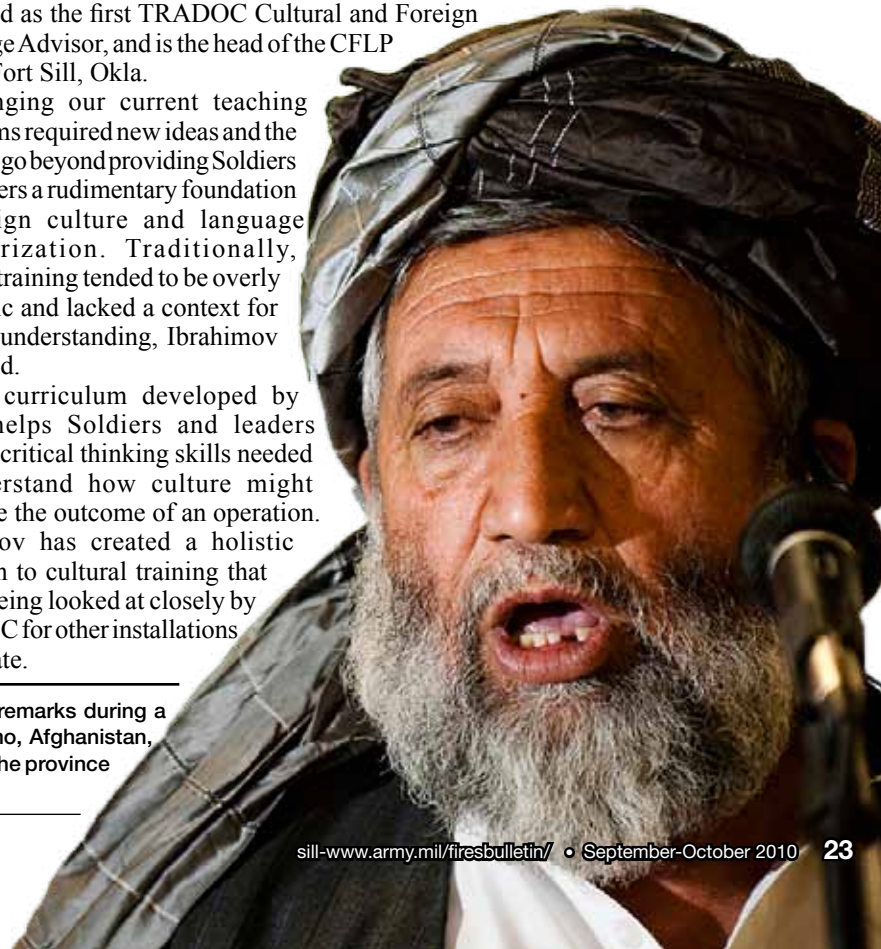 d as the first TRADOC Cultural and Foreign
ge Advisor, and is the head of the CFLP
Fort Sill, Okla.
nging our current teaching
ms required new ideas and the
go beyond providing Soldiers
ers a rudimentary foundation
ign culture and language
rization. Traditionally,
training tended to be overly
ic and lacked a context for
understanding, Ibrahimov
d.
curriculum developed by
helps Soldiers and leaders
critical thinking skills needed
erstand how culture might
e the outcome of an operation.
ov has created a holistic
h to cultural training that
eing looked at closely by
C for other installations
ate.
remarks during a
no, Afghanistan,
he province
sill-www.army.mil/firesbulletin/ • September-October 2010 23